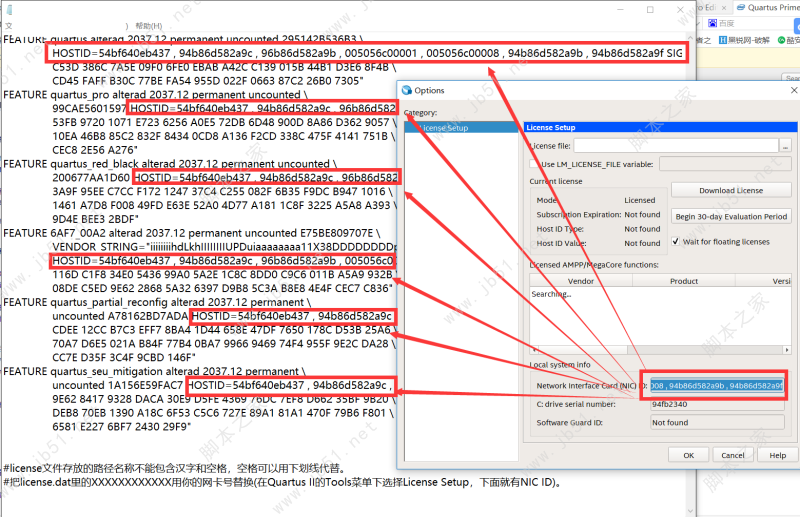 文
) 帮助(H)
FEATURE quartus alterad 2037.12 permanent uncounted 295142B536B3 \
HOSTID=54bf640eb437 , 94b86d582a9c , 96b86d582a9b , 005056c00001 , 005056c00008 , 94b86d582a9b , 94b86d582a9f SIG
C53D 386C 7A5E 09F0 6FE0 EBAB A42C C139 015B 44B1 D3E6 8F4B \
CD45 FAFF B30C 77BE FA54 955D 022F 0663 87C2 26B0 7305"
FEATURE quartus_pro alterad 2037.12 permanent uncounted \
99CAE5601597 HOSTID=54bf640eb437 , 94b86d582a9c , 96b86d582
53FB 9720 1071 E723 6256 A0E5 72DB 6D48 900D 8A86 D362 9057 \
10EA 46B8 85C2 832F 8434 0CD8 A136 F2CD 338C 475F 4141 751B \
CEC8 2E56 A276"
FEATURE quartus_red_black alterad 2037.12 permanent uncounted \
200677AA1D60 HOSTID=54bf640eb437 , 94b86d582a9c , 96b86d582
3A9F 95EE C7CC F172 1247 37C4 C255 082F 6B35 F9DC B947 1016 \
1461 A7D8 F008 49FD E63E 52A0 4D77 A181 1C8F 3225 A5A8 A393 \
9D4E BEE3 2BDF"
FEATURE 6AF7_00A2 alterad 2037.12 permanent uncounted E75BE809707E \
VENDOR_STRING="iiiiiiiihdLkhIIIIIIIIUPDuiaaaaaaaa11X38DDDDDDDDp
HOSTID=54bf640eb437 , 94b86d582a9c , 96b86d582a9b , 005056c0
116D C1F8 34E0 5436 99A0 5A2E 1C8C 8DD0 C9C6 011B A5A9 932B
08DE C5ED 9E62 2868 5A32 6397 D9B8 5C3A B8E8 4E4F CEC7 C836"
FEATURE quartus_partial_reconfig alterad 2037.12 permanent \
uncounted A78162BD7ADA HOSTID=54bf640eb437 , 94b86d582a9c
CDEE 12CC B7C3 EFF7 8BA4 1D44 658E 47DF 7650 178C D53B 25A6
70A7 D6E5 021A B84F 77B4 0BA7 9966 9469 74F4 955F 9E2C DA28 \
CC7E D35F 3C4F 9CBD 146F"
FEATURE quartus_seu_mitigation alterad 2037.12 permanent \
uncounted 1A156E59FAC7 HOSTID=54bf640eb437 , 94b86d582a9c ,
9E62 8417 9328 DACA 30E9 D5FE 4369 76DC 7EF8 D662 35BF 9B20
DEB8 70EB 1390 A18C 6F53 C5C6 727E 89A1 81A1 470F 79B6 F801 \
6581 E227 6BF7 2430 29F9"
#license文件存放的路径名称不能包含汉字和空格，空格可以用下划线代替。
#把license.dat里的XXXXXXXXXXXX用你的网卡号替换(在Quartus II的Tools菜单下选择License Setup，下面就有NIC ID)。
Quartus Prime
百度
黑锐网-破解
Options
Category:
License Setup
License Setup
License file:
...
Use LM_LICENSE_FILE variable:
Current license
Download License
Mode: Licensed
Subscription Expiration: Not found
Begin 30-day Evaluation Period
Host ID Type: Not found
Host ID Value: Not found
Wait for floating licenses
Licensed AMPP/MegaCore functions:
Vendor Product Versi
Searching...
Local system info
Network Interface Card (NIC) ID: 008 , 94b86d582a9b , 94b86d582a9f
C: drive serial number: 94fb2340
Software Guard ID: Not found
OK Cancel Help
www.jb51.net
脚本之家